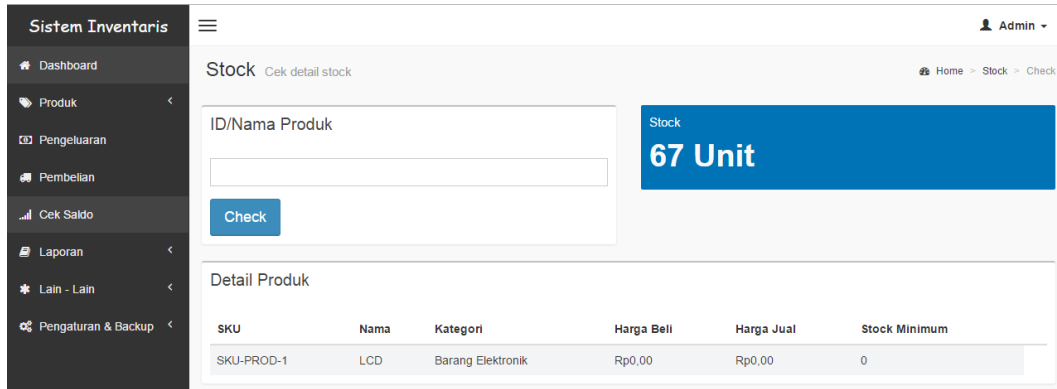 Sistem Inventaris
Admin
Dashboard
Produk
Pengeluaran
Pembelian
Cek Saldo
Laporan
Lain - Lain
Pengaturan & Backup
Stock Cek detail stock
Home > Stock > Check
ID/Nama Produk
Check
Stock
67 Unit
Detail Produk
SKU Nama Kategori Harga Beli Harga Jual Stock Minimum
SKU-PROD-1 LCD Barang Elektronik Rp0,00 Rp0,00 0